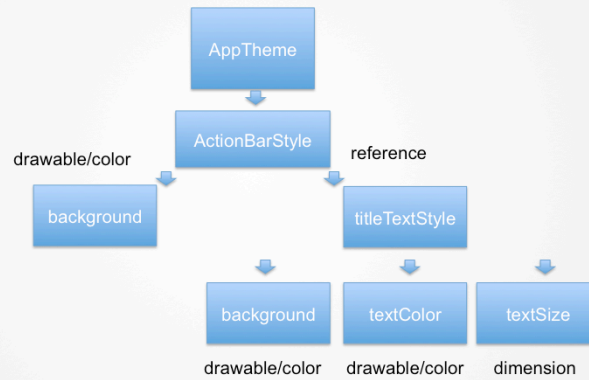 AppTheme
ActionBarStyle
drawable/color
reference
background
titleTextStyle
background
textColor
textSize
drawable/color
drawable/color
dimension